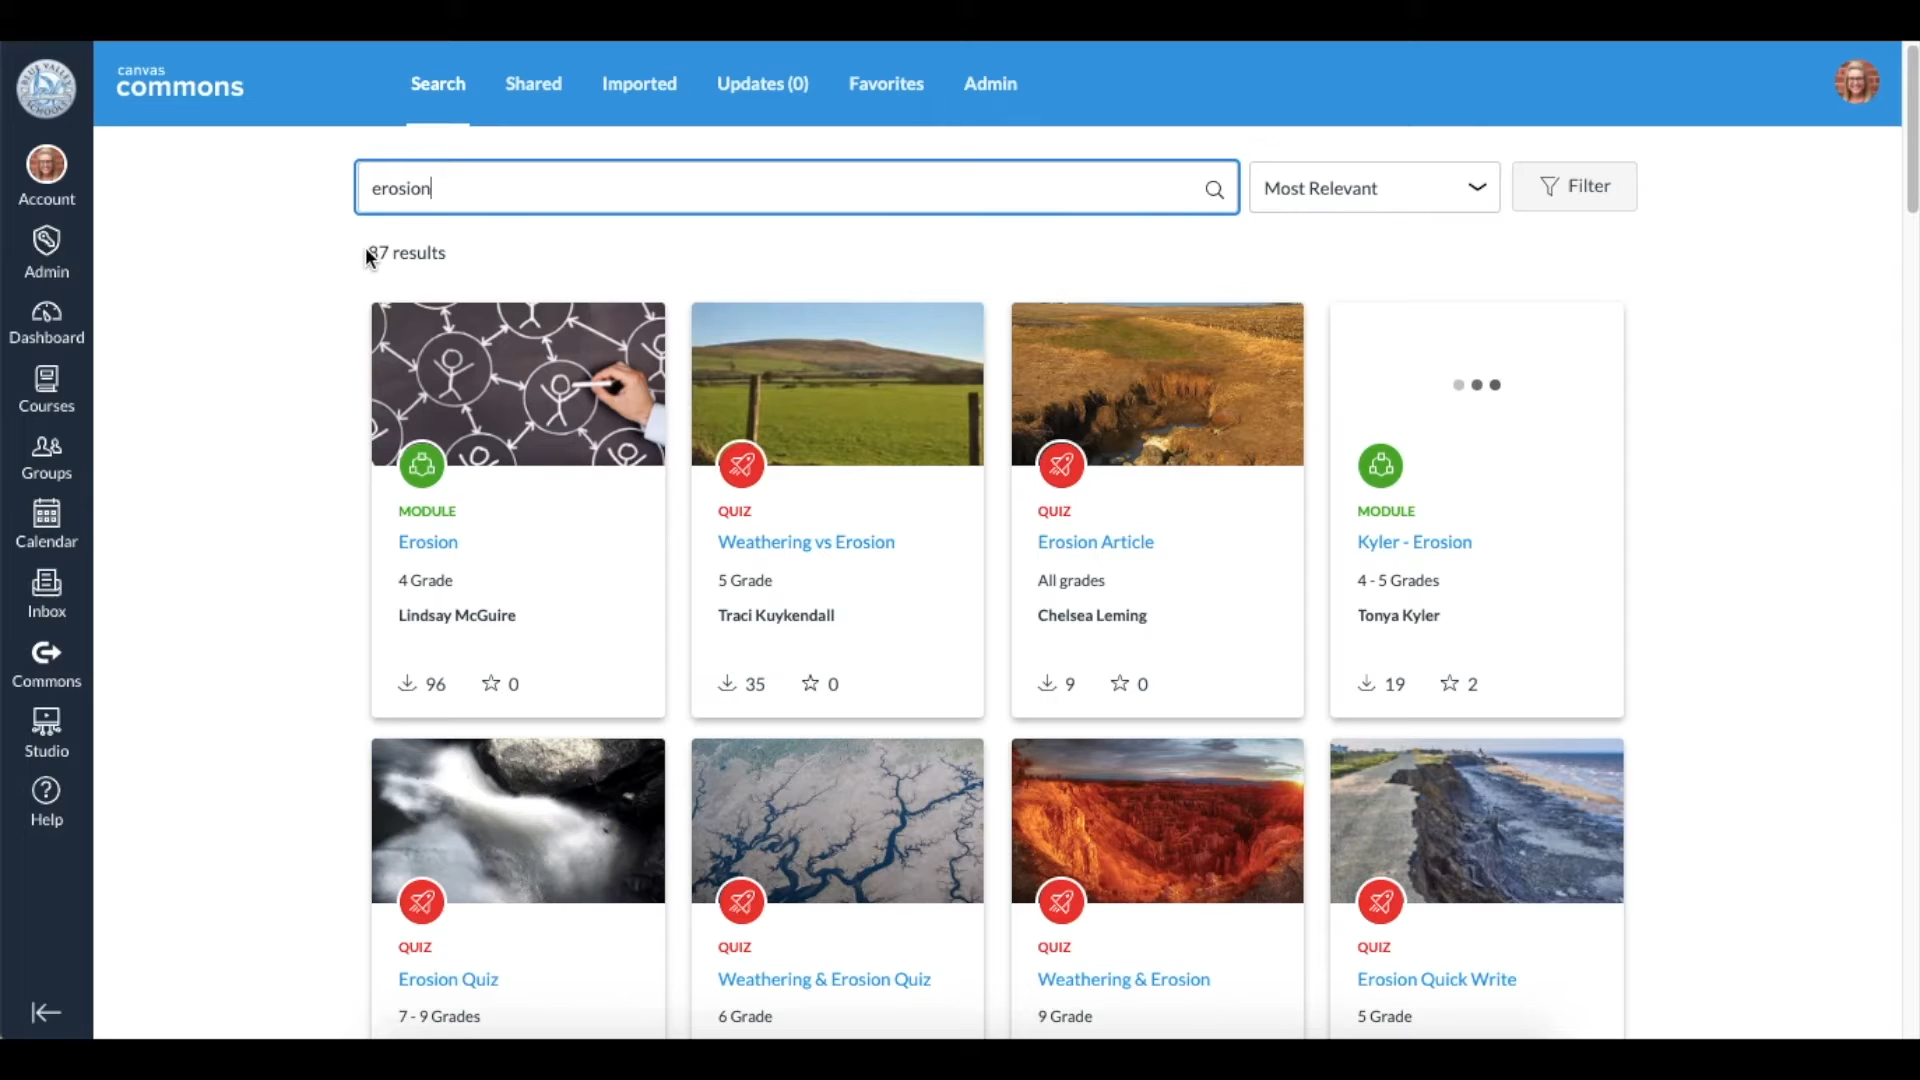 canvas
commons
Search
Shared
Imported
Updates (0)
Favorites
Admin
Account
Admin
Dashboard
Courses
Groups
Calendar
Inbox
Commons
Studio
Help
erosion
Most Relevant
Filter
results
MODULE
Erosion
4 Grade
Lindsay McGuire
96
0
QUIZ
Weathering vs Erosion
5 Grade
Traci Kuykendall
35
0
QUIZ
Erosion Article
All grades
Chelsea Leming
9
0
MODULE
Kyler - Erosion
4 - 5 Grades
Tonya Kyler
19
2
QUIZ
Erosion Quiz
7 - 9 Grades
QUIZ
Weathering & Erosion Quiz
6 Grade
QUIZ
Weathering & Erosion
9 Grade
QUIZ
Erosion Quick Write
5 Grade